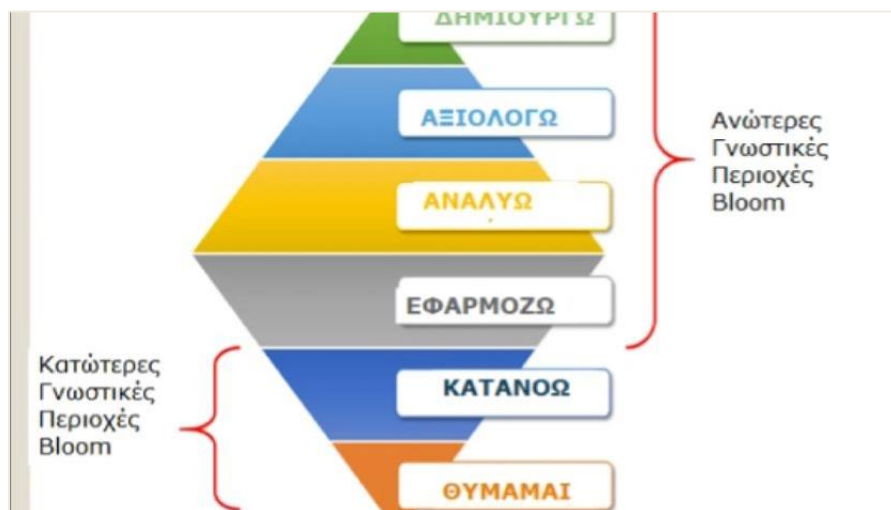 ΔΗΜΙΟΥΡΓΩ
ΑΞΙΟΛΟΓΩ
ΑΝΑΛΥΩ
ΕΦΑΡΜΟΖΩ
ΚΑΤΑΝΟΩ
ΘΥΜΑΜΑΙ
Ανώτερες
Γνωστικές
Περιοχές
Bloom
Κατώτερες
Γνωστικές
Περιοχές
Bloom